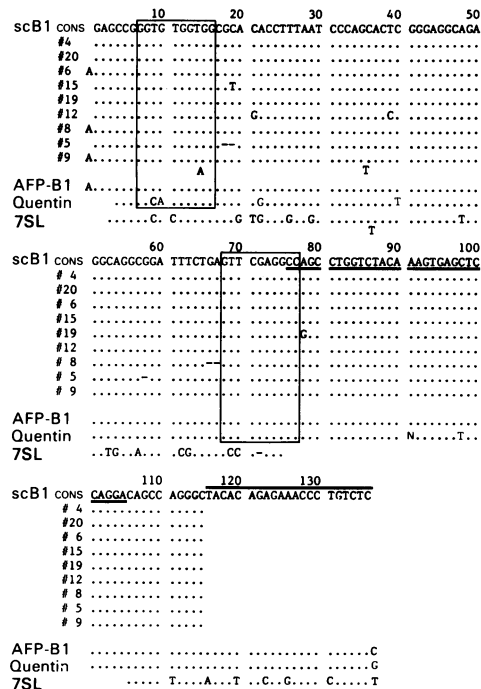 10 20 30 40 50
scB1 CONS GAGCCGGGTG TGGTGGCGCA CACCTTTAAT CCCAGCACTC GGGAGGCAGA
#4 .......... .......... .......... .......... ..........
#20 .......... .......... .......... .......... ..........
#6 A.......... .......... .......... .......... ..........
#15 .......... .......T.. .......... .......... ..........
#19 .......... .......... .......... .......... ..........
#12 .......... .......... G......... ........G. ..........
#8 A.......... .......... .......... .......... ..........
#5 .......... ......--.. .......... .......... ..........
#9 A.......... .......... .......... .......... ..........
A T
AFP-B1 A.......... .......... .......... .......... ..........
Quentin ......CA .......... .G........ .........T ..........
7SL ......C. C........G TG...G..G. .......... .......T..
T
60 70 80 90 100
scB1 CONS GGCAGGCGGA TTTCTGAGTT CGAGGCCAGC CTGGTCTACA AAGTGAGCTC
# 4 .......... .......... .......... .......... ..........
#20 .......... .......... .......... .......... ..........
# 6 .......... .......... .......... .......... ..........
#15 .......... .......... .......... .......... ..........
#19 .......... .......... .......G.. .......... ..........
#12 .......... .......... .......... .......... ..........
# 8 .......... .....--... .......... .......... ..........
# 5 .......-.. .......... .......... .......... ..........
# 9 .......... .......... .......... .......... ..........
AFP-B1 .......... .......... .......... .......... ..........
Quentin .......... .......... .......... .......... N......T..
7SL ..TG..A... .CG....CC. .-...
110 120 130
scB1 CONS CAGGACAGCC AGGGCTACAC AGAGAAACCC TGTCTC
# 4 .......... .....
#20 .......... .....
# 6 .......... .....
#15 .......... .....
#19 .......... .....
#12 .......... .....
# 8 .......... .....
# 5 .......... .....
# 9 .......... .....
AFP-B1 .......... .......... .......... .....C
Quentin .......... .......... .......... .....G
7SL ..... T....A...T ..C..G.... C....T